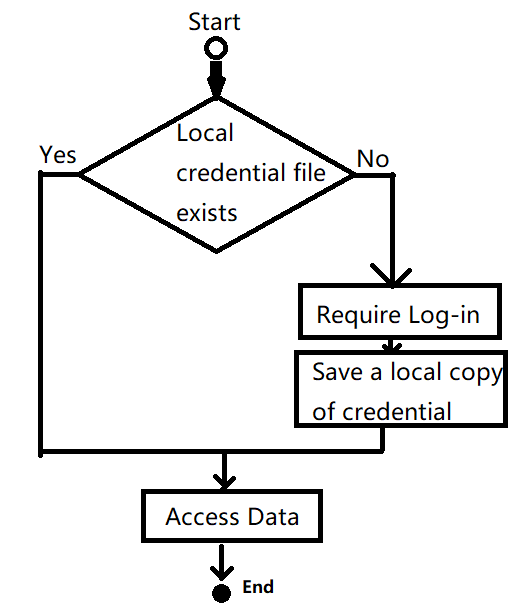 Start
Local
credential file
exists
Yes
No
Require Log-in
Save a local copy
of credential
Access Data
End